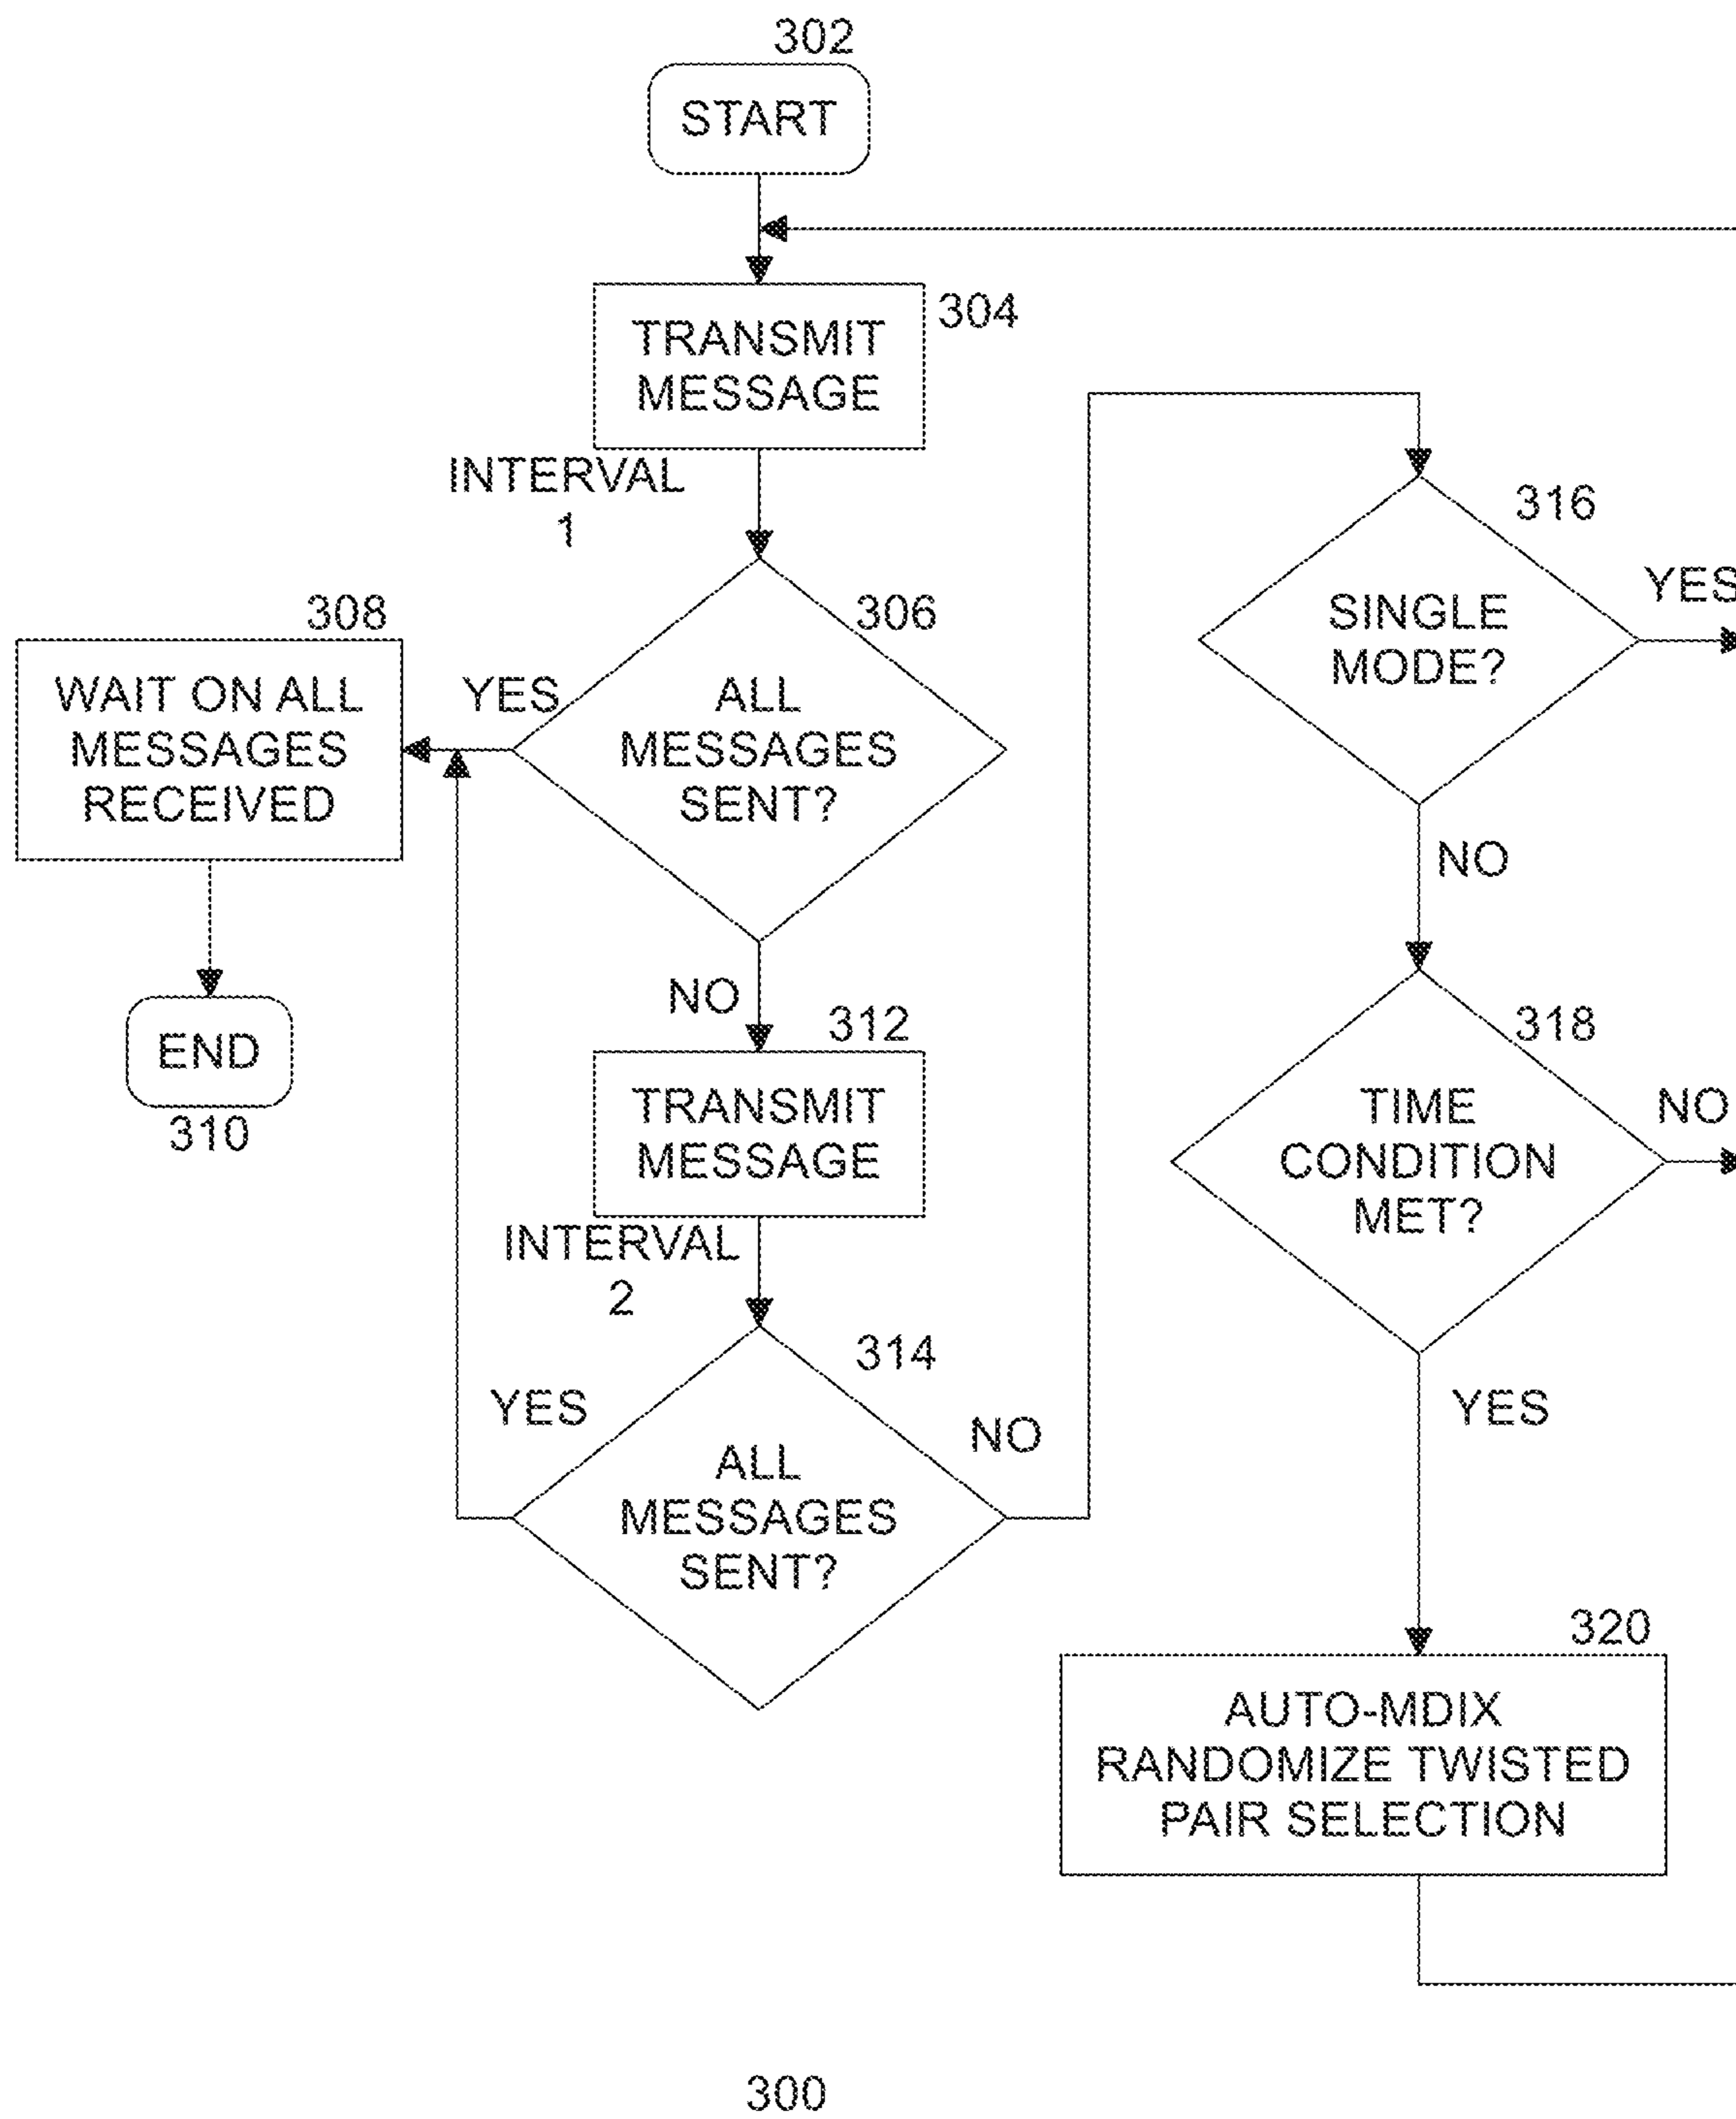 302
START
304
TRANSMIT
MESSAGE
INTERVAL
1
306
ALL
MESSAGES
SENT?
YES
308
WAIT ON ALL
MESSAGES
RECEIVED
END
310
NO
312
TRANSMIT
MESSAGE
INTERVAL
2
314
ALL
MESSAGES
SENT?
YES
NO
316
SINGLE
MODE?
YES
NO
318
TIME
CONDITION
MET?
NO
YES
320
AUTO-MDIX
RANDOMIZE TWISTED
PAIR SELECTION
300